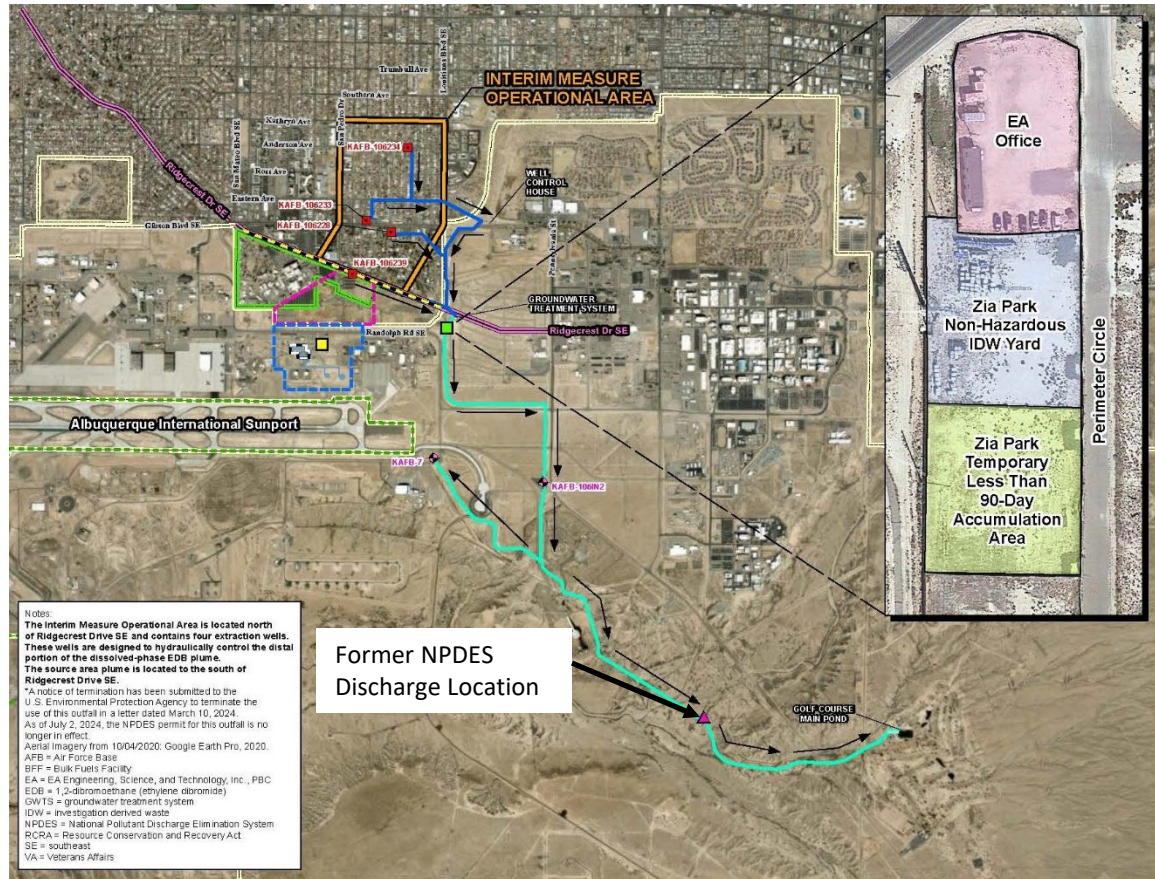 Trumbull Ave
Louisiana Blvd SE
INTERIM MEASURE
OPERATIONAL AREA
Southern Ave
San Pedro Dr
Kathryn Ave
Anderson Ave
KAFB-106234
San Mateo Blvd SE
Ross Ave
Ridgecrest Dr SE
WELL
CONTROL
HOUSE
Eastern Ave
KAFB-106233
Gibson Blvd SE
KAFB-106228
Pennsylvania St
KAFB-106239
GROUNDWATER
TREATMENT SYSTEM
Randolph Rd SE
Ridgecrest Dr SE
Albuquerque International Sunport
KAFB-7
KAFB-106IN2
EA
Office
Zia Park
Non-Hazardous
IDW Yard
Perimeter Circle
Zia Park
Temporary
Less Than
90-Day
Accumulation
Area
Former NPDES
Discharge Location
GOLF COURSE
MAIN POND
Notes:
The Interim Measure Operational Area is located north
of Ridgecrest Drive SE and contains four extraction wells.
These wells are designed to hydraulically control the distal
portion of the dissolved-phase EDB plume.
The source area plume is located to the south of
Ridgecrest Drive SE.
*A notice of termination has been submitted to the
U.S. Environmental Protection Agency to terminate the
use of this outfall in a letter dated March 10, 2024.
As of July 2, 2024, the NPDES permit for this outfall is no
longer in effect.
Aerial Imagery from 10/04/2020: Google Earth Pro, 2020.
AFB = Air Force Base
BFF = Bulk Fuels Facility
EA = EA Engineering, Science, and Technology, Inc., PBC
EDB = 1,2-dibromoethane (ethylene dibromide)
GWTS = groundwater treatment system
IDW = investigation derived waste
NPDES = National Pollutant Discharge Elimination System
RCRA = Resource Conservation and Recovery Act
SE = southeast
VA = Veterans Affairs